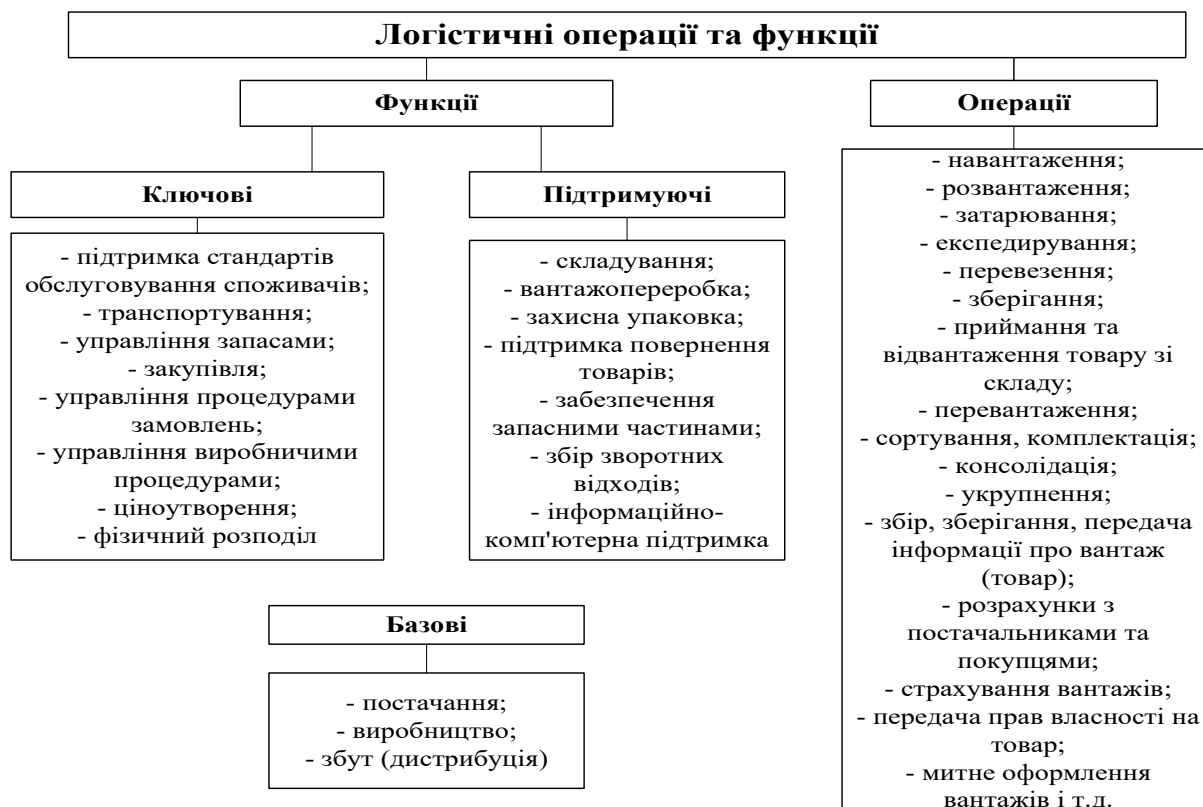 Логістичні операції та функції
Функції
Ключові
- підтримка стандартів
обслуговування споживачів;
- транспортування;
- управління запасами;
- закупівля;
- управління процедурами
замовлень;
- управління виробничими
процедурами;
- ціноутворення;
- фізичний розподіл
Підтримуючі
- складування;
- вантажопереробка;
- захисна упаковка;
- підтримка повернення
товарів;
- забезпечення
запасними частинами;
- збір зворотних
відходів;
- інформаційно-
комп'ютерна підтримка
Базові
- постачання;
- виробництво;
- збут (дистрибуція)
Операції
- навантаження;
- розвантаження;
- затарювання;
- експедирування;
- перевезення;
- зберігання;
- приймання та
відвантаження товару зі
складу;
- перевантаження;
- сортування, комплектація;
- консолідація;
- укрупнення;
- збір, зберігання, передача
інформації про вантаж
(товар);
- розрахунки з
постачальниками та
покупцями;
- страхування вантажів;
- передача прав власності на
товар;
- митне оформлення
вантажів і т.д.